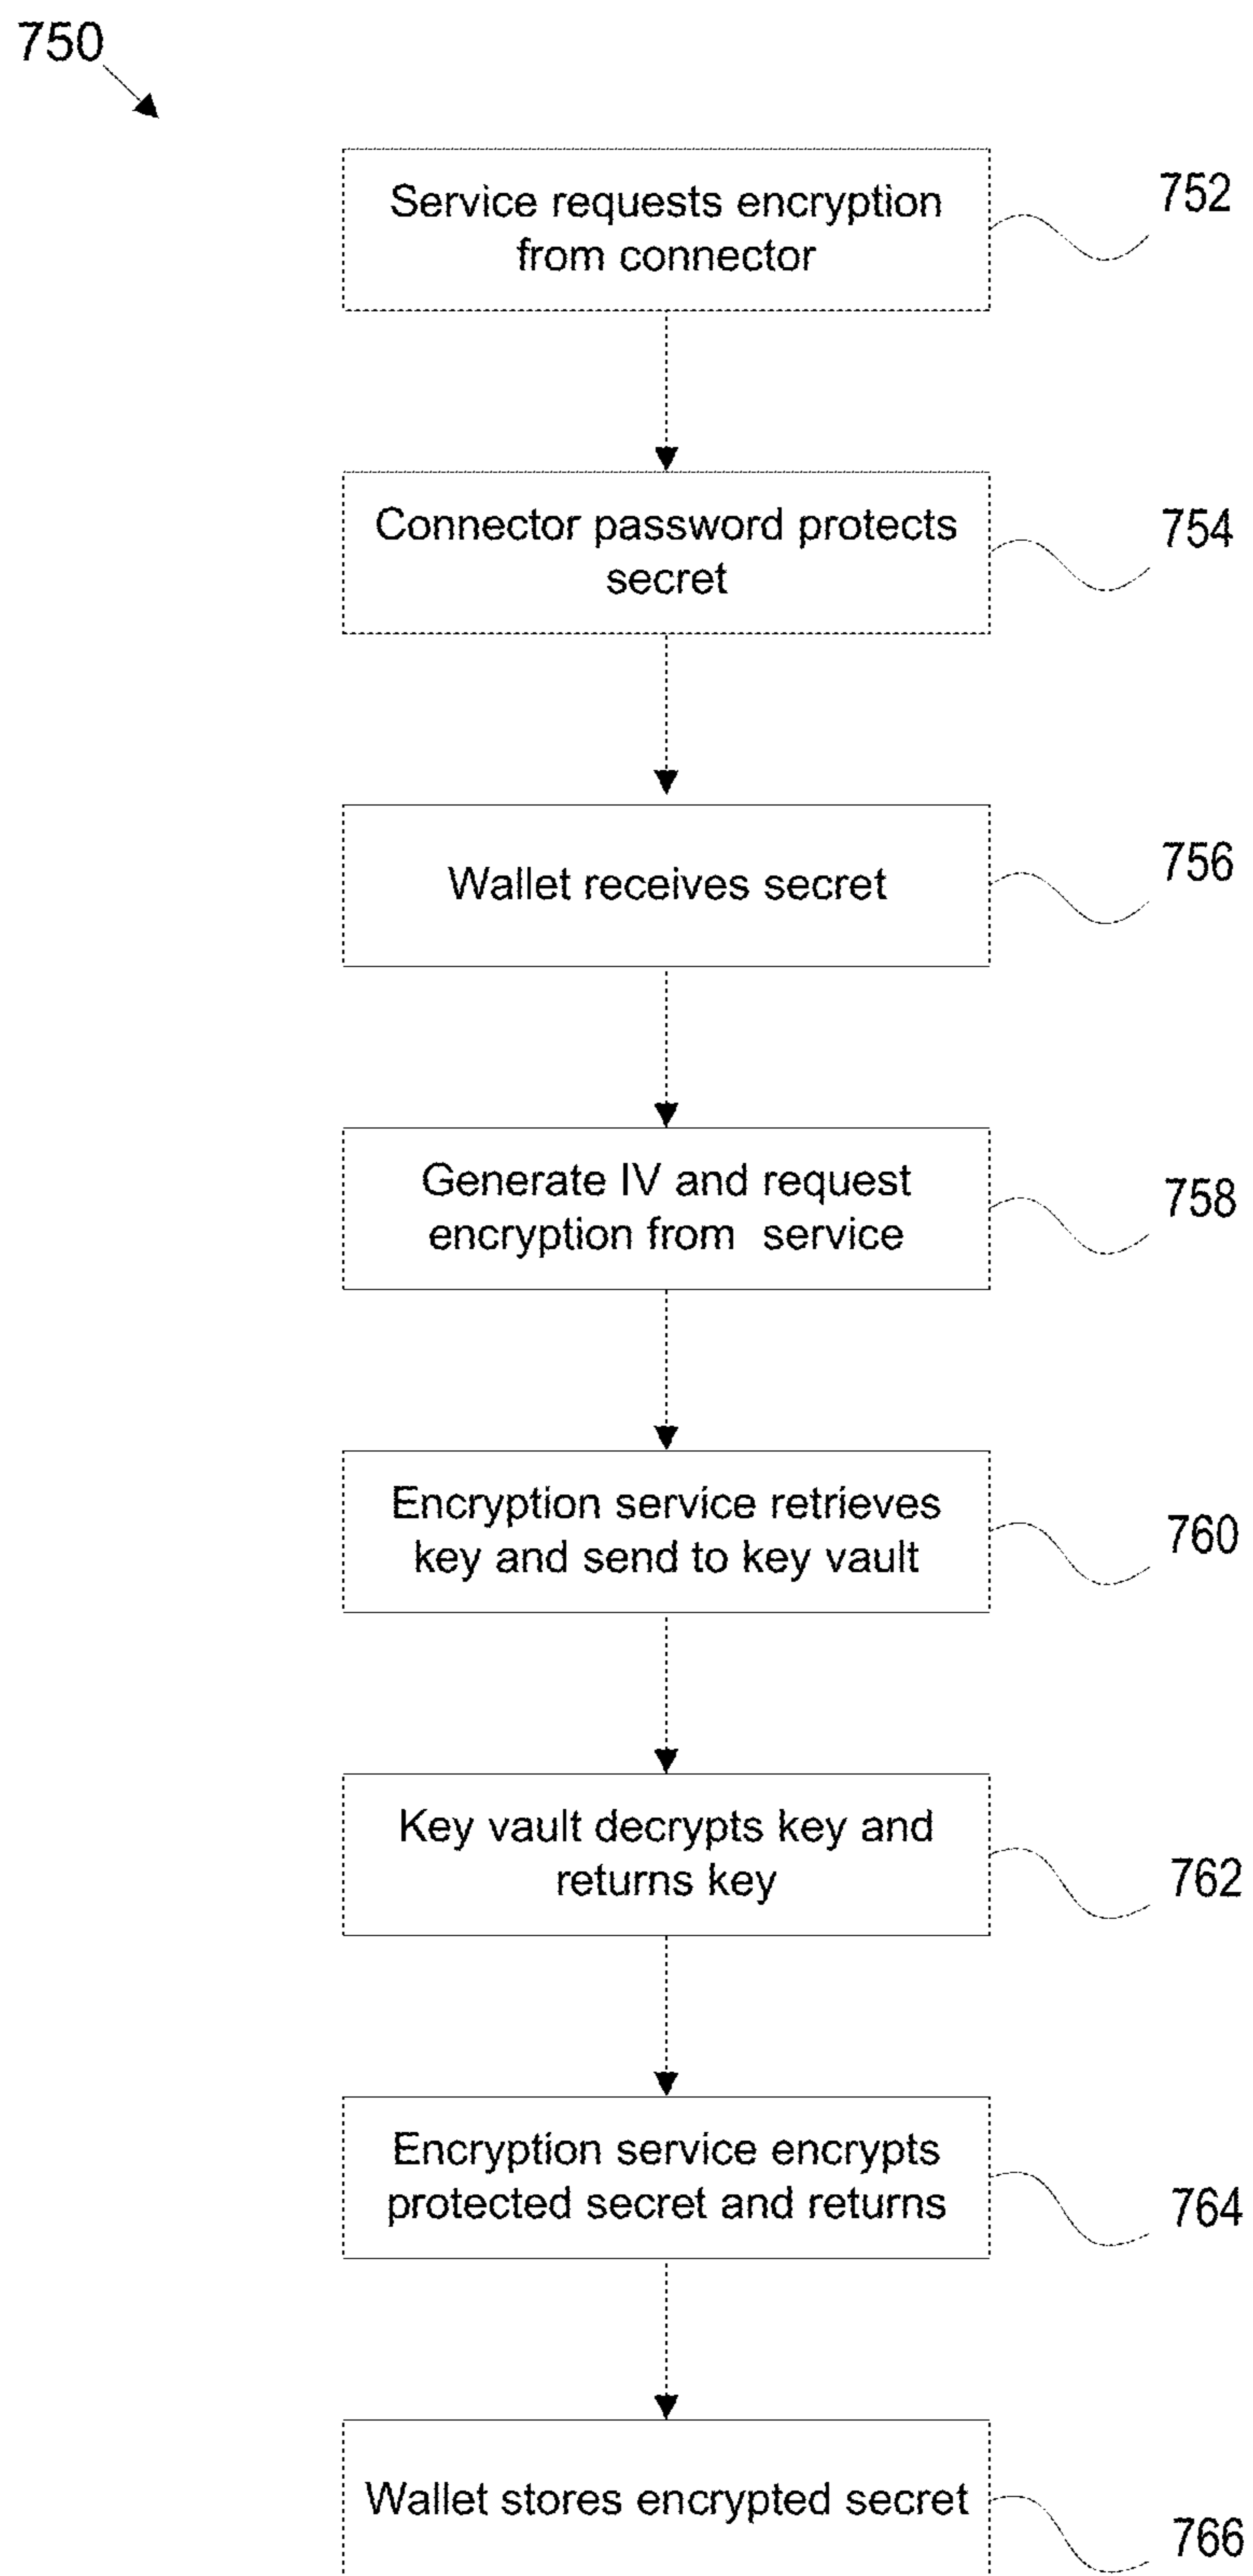 750
Service requests encryption
from connector
752
Connector password protects
secret
754
Wallet receives secret
756
Generate IV and request
encryption from  service
758
Encryption service retrieves
key and send to key vault
760
Key vault decrypts key and
returns key
762
Encryption service encrypts
protected secret and returns
764
Wallet stores encrypted secret
766